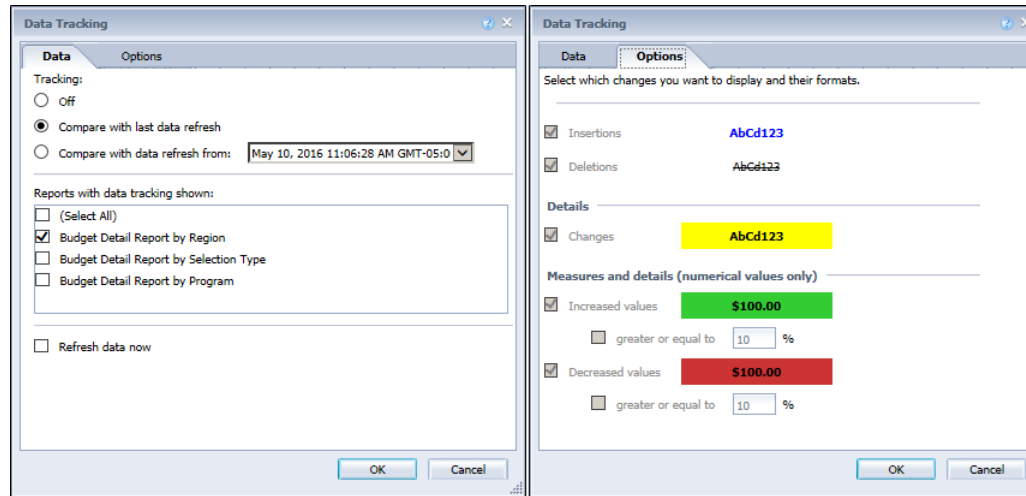 Data Tracking
Data Options
Tracking:
Off
Compare with last data refresh
Compare with data refresh from: May 10, 2016 11:06:28 AM GMT-05:0
Reports with data tracking shown:
(Select All)
Budget Detail Report by Region
Budget Detail Report by Selection Type
Budget Detail Report by Program
Refresh data now
OK Cancel
Data Tracking
Data Options
Select which changes you want to display and their formats.
Insertions AbCd123
Deletions AbCd123
Details
Changes AbCd123
Measures and details (numerical values only)
Increased values $100.00
greater or equal to 10 %
Decreased values $100.00
greater or equal to 10 %
OK Cancel